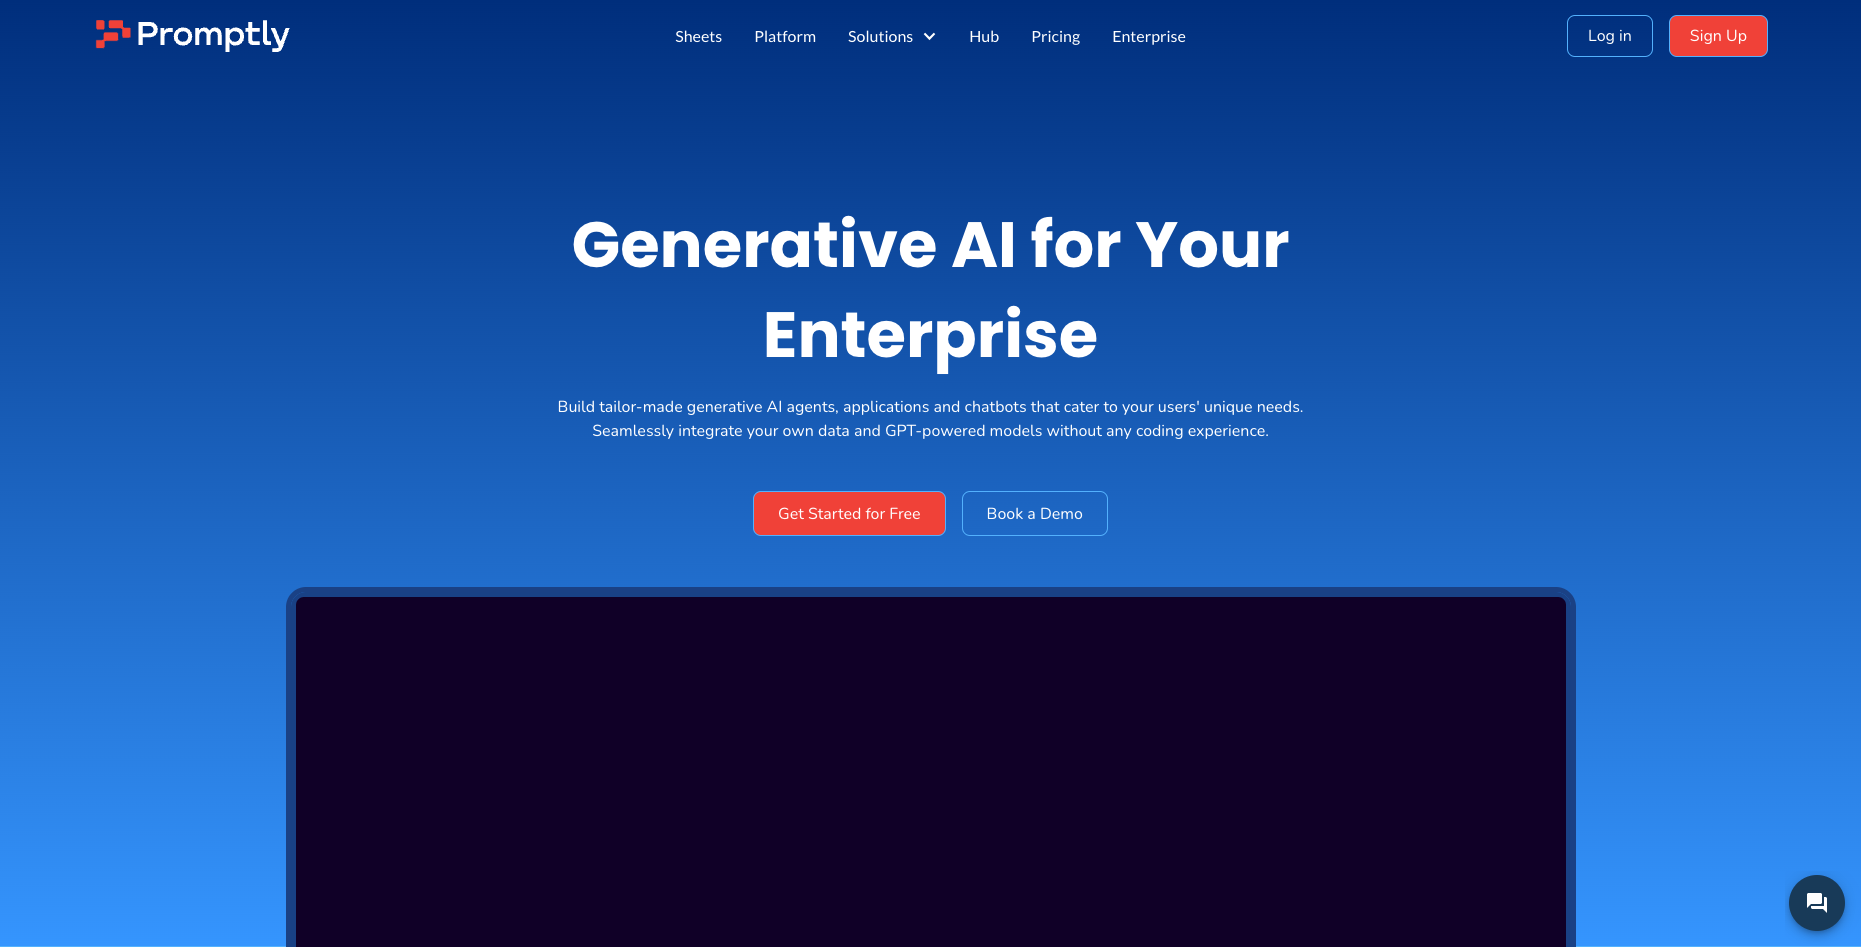 Promptly
Sheets
Platform
Solutions
Hub
Pricing
Enterprise
Log in
Sign Up
Generative AI for Your
Enterprise
Build tailor-made generative AI agents, applications and chatbots that cater to your users' unique needs.
Seamlessly integrate your own data and GPT-powered models without any coding experience.
Get Started for Free
Book a Demo